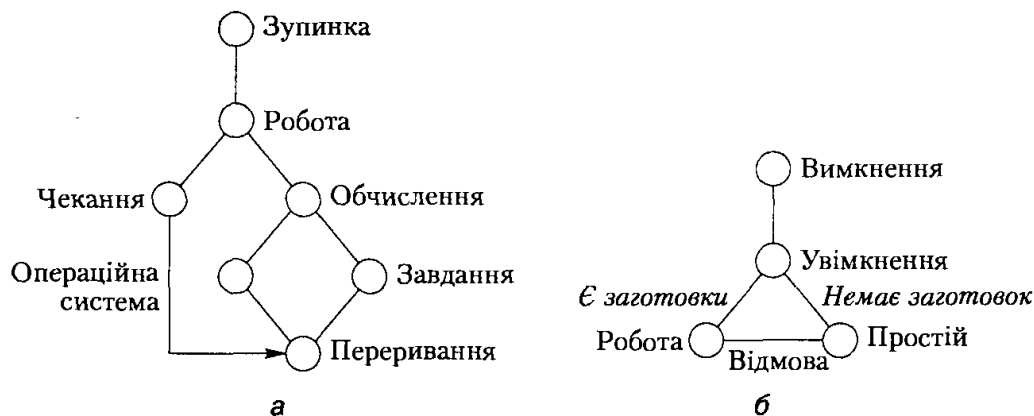 Зупинка
Робота
Чекання
Обчислення
Операційна
система
Завдання
Переривання
а
Вимкнення
Увімкнення
Є заготовки
Немає заготовок
Робота
Відмова
Простій
б